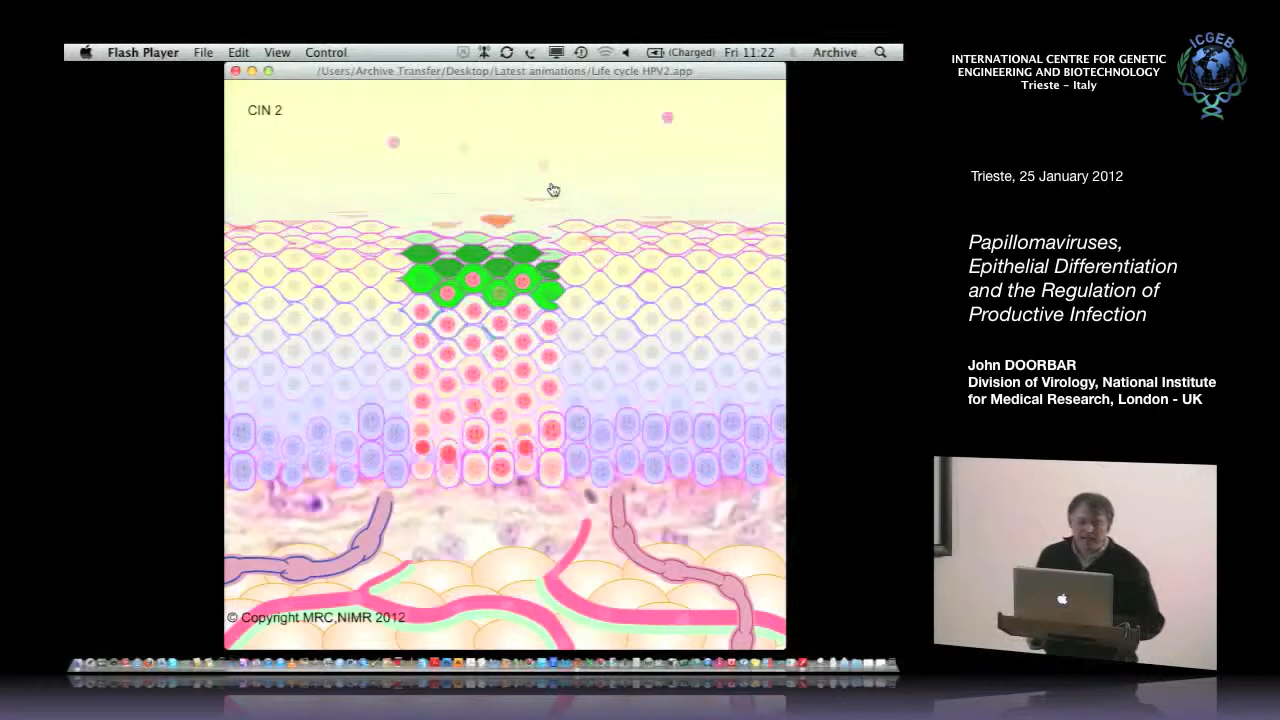 Flash Player File Edit View Control (Charged) Fri 11:22 Archive
/Users/Archive Transfer/Desktop/Latest animations/Life cycle HPV2.app
CIN 2
© Copyright MRC,NIMR 2012
INTERNATIONAL CENTRE FOR GENETIC
ENGINEERING AND BIOTECHNOLOGY
Trieste - Italy
ICGEB
Trieste, 25 January 2012
Papillomaviruses,
Epithelial Differentiation
and the Regulation of
Productive Infection
John DOORBAR
Division of Virology, National Institute
for Medical Research, London - UK